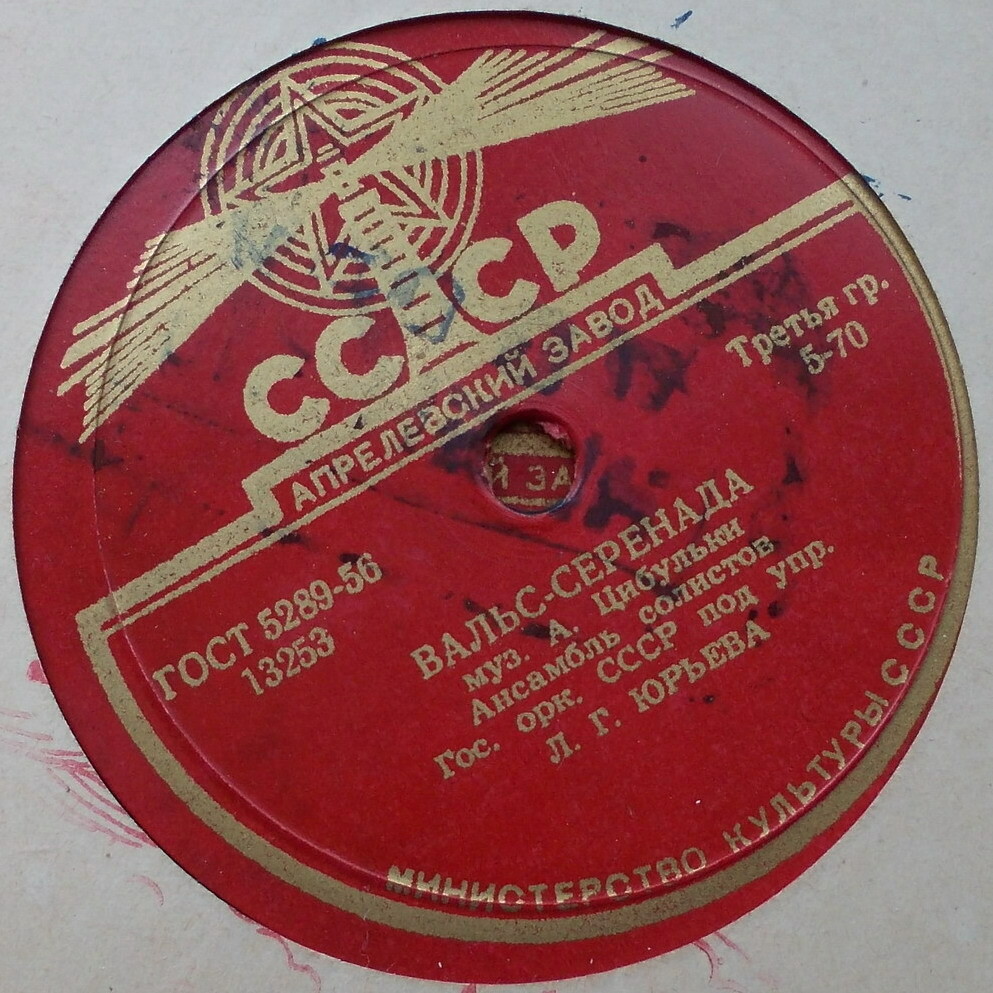 СССР
АПРЕЛЕВСКИЙ ЗАВОД
Третья гр.
5-70
Й ЗА
ГОСТ 5289-56
13253
ВАЛЬС-СЕРЕНАДА
муз. А. Цибульки
Ансамбль солистов
Гос. орк. СССР под упр.
Л. Г. ЮРЬЕВА
МИНИСТЕРСТВО КУЛЬТУРЫ СССР